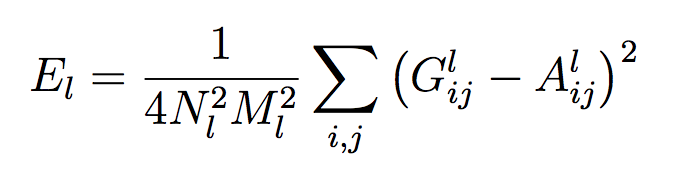 $E_l = \frac{1}{4N_l^2 M_l^2} \sum_{i,j} \left( G_{ij}^l - A_{ij}^l \right)^2$